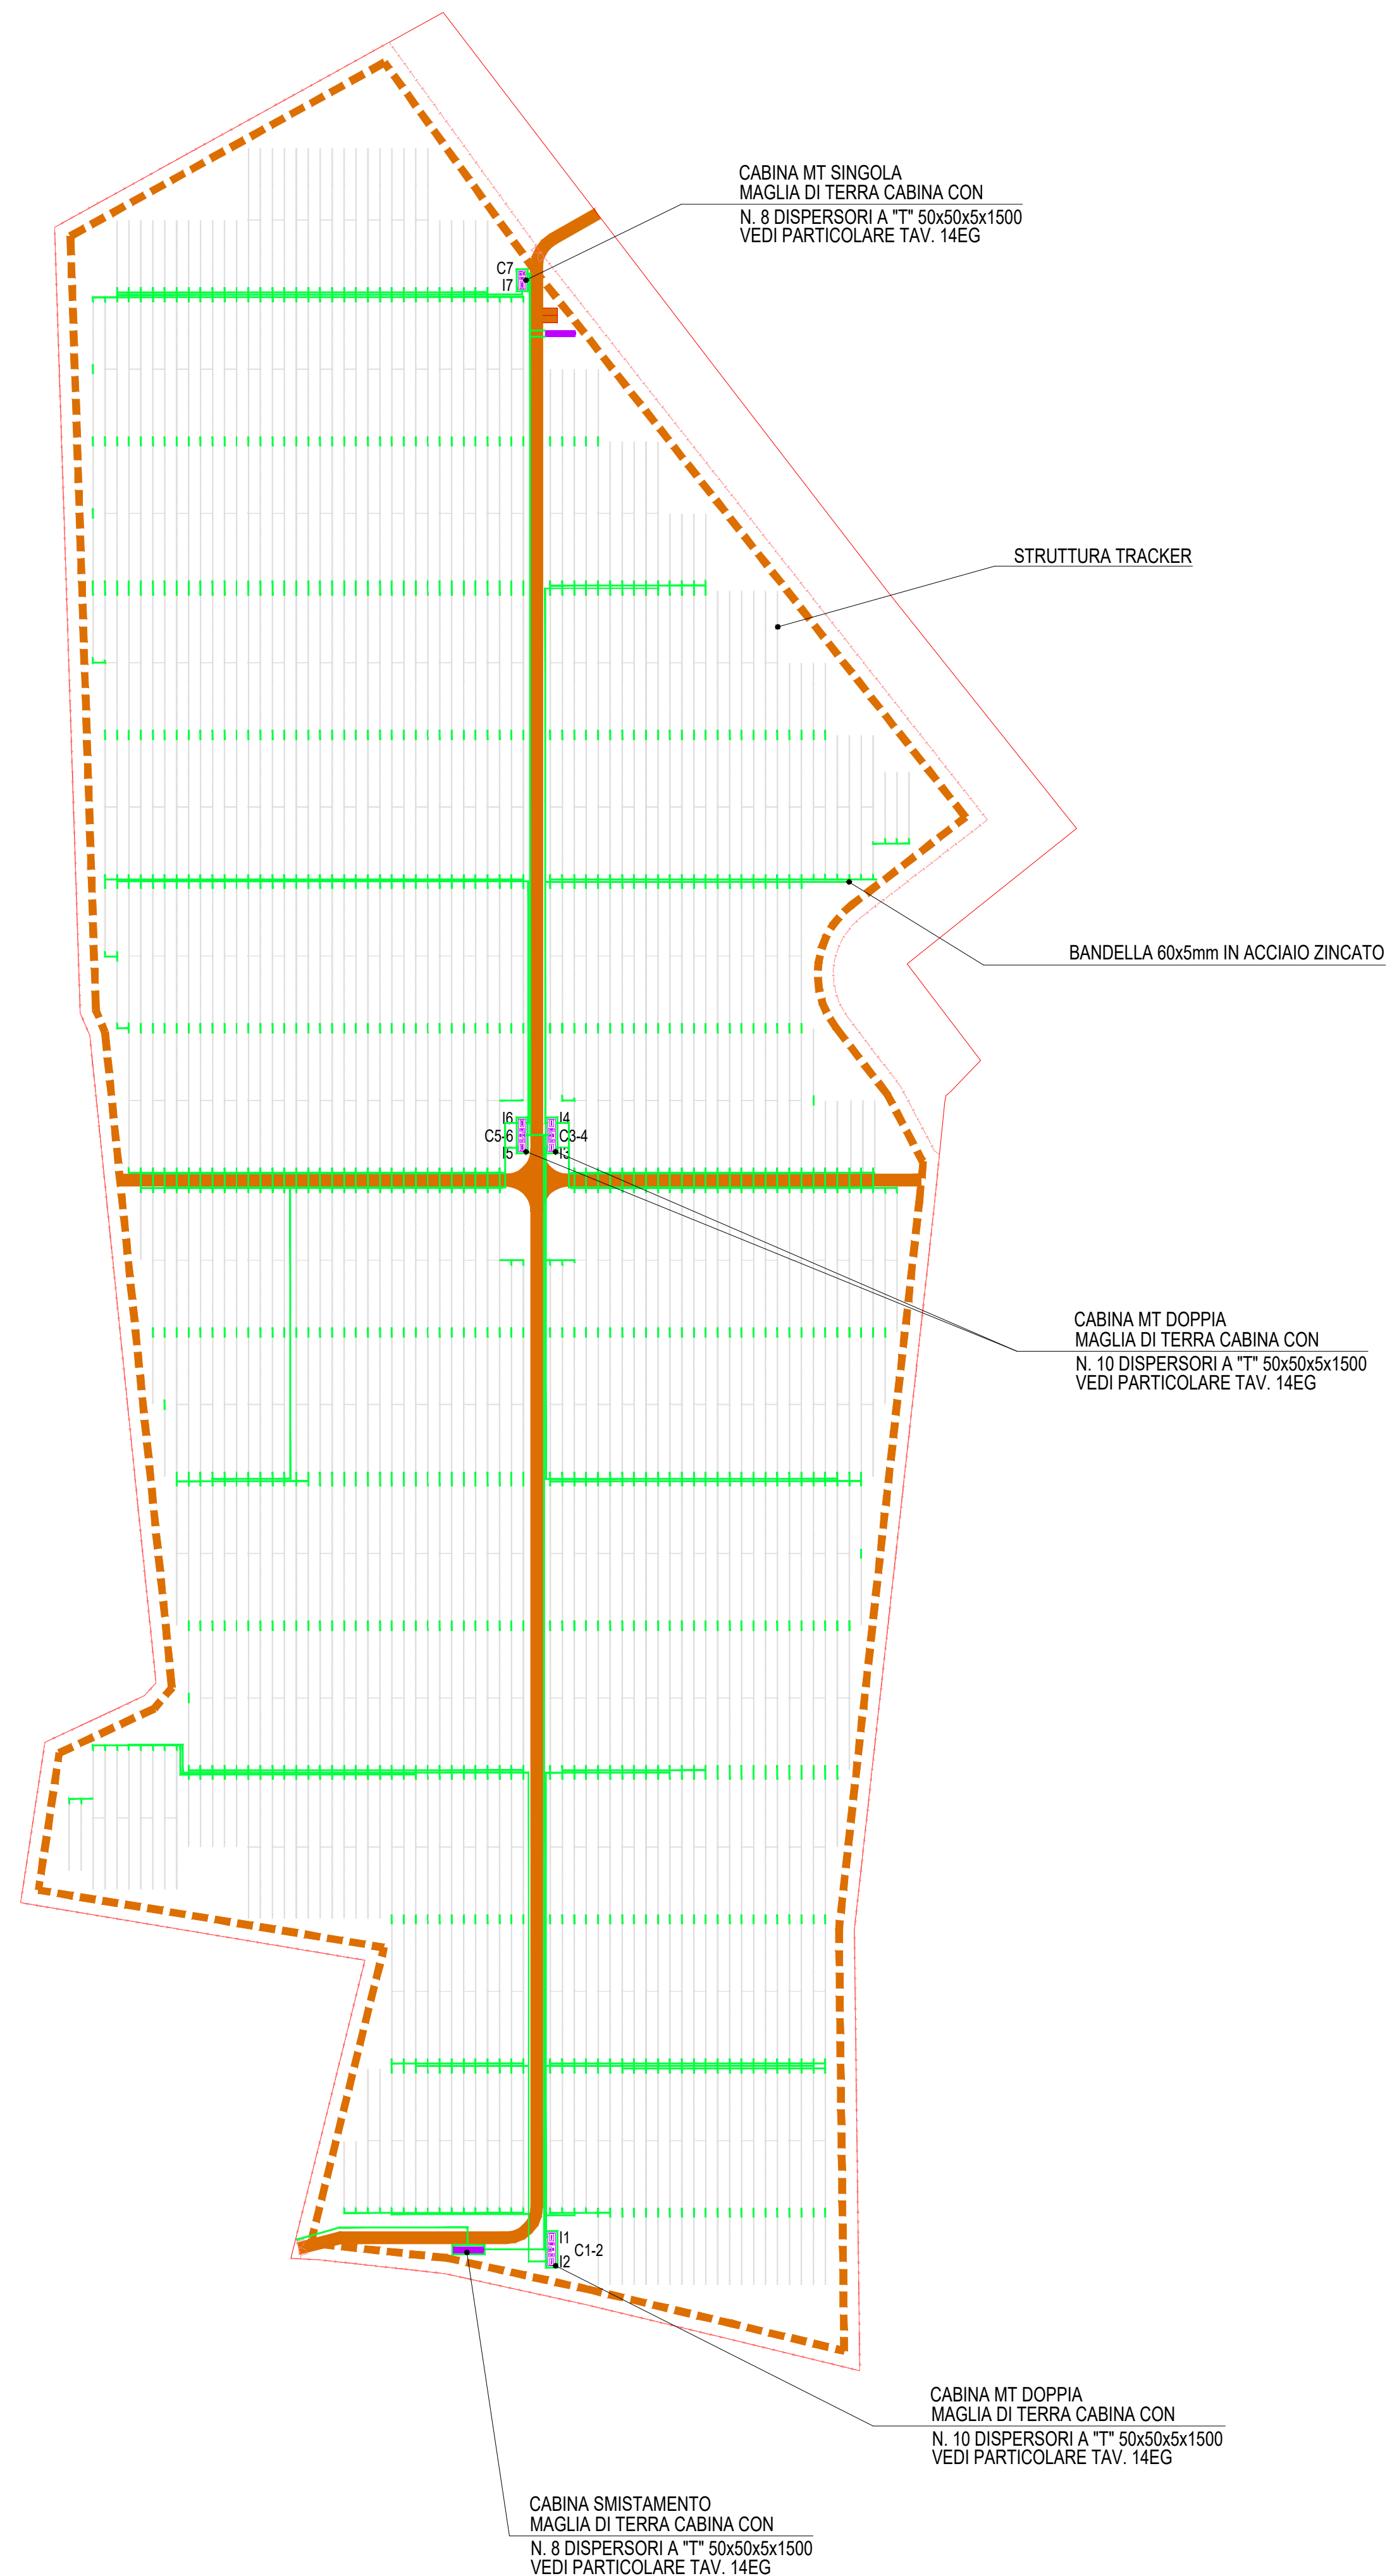 CABINA MT SINGOLA
MAGLIA DI TERRA CABINA CON
N. 8 DISPERSORI A "T" 50x50x5x1500
VEDI PARTICOLARE TAV. 14EG
C7
I7
STRUTTURA TRACKER
BANDELLA 60x5mm IN ACCIAIO ZINCATO
I6
I4
C5-6
C3-4
I5
I3
CABINA MT DOPPIA
MAGLIA DI TERRA CABINA CON
N. 10 DISPERSORI A "T" 50x50x5x1500
VEDI PARTICOLARE TAV. 14EG
I1
C1-2
I2
CABINA MT DOPPIA
MAGLIA DI TERRA CABINA CON
N. 10 DISPERSORI A "T" 50x50x5x1500
VEDI PARTICOLARE TAV. 14EG
CABINA SMISTAMENTO
MAGLIA DI TERRA CABINA CON
N. 8 DISPERSORI A "T" 50x50x5x1500
VEDI PARTICOLARE TAV. 14EG